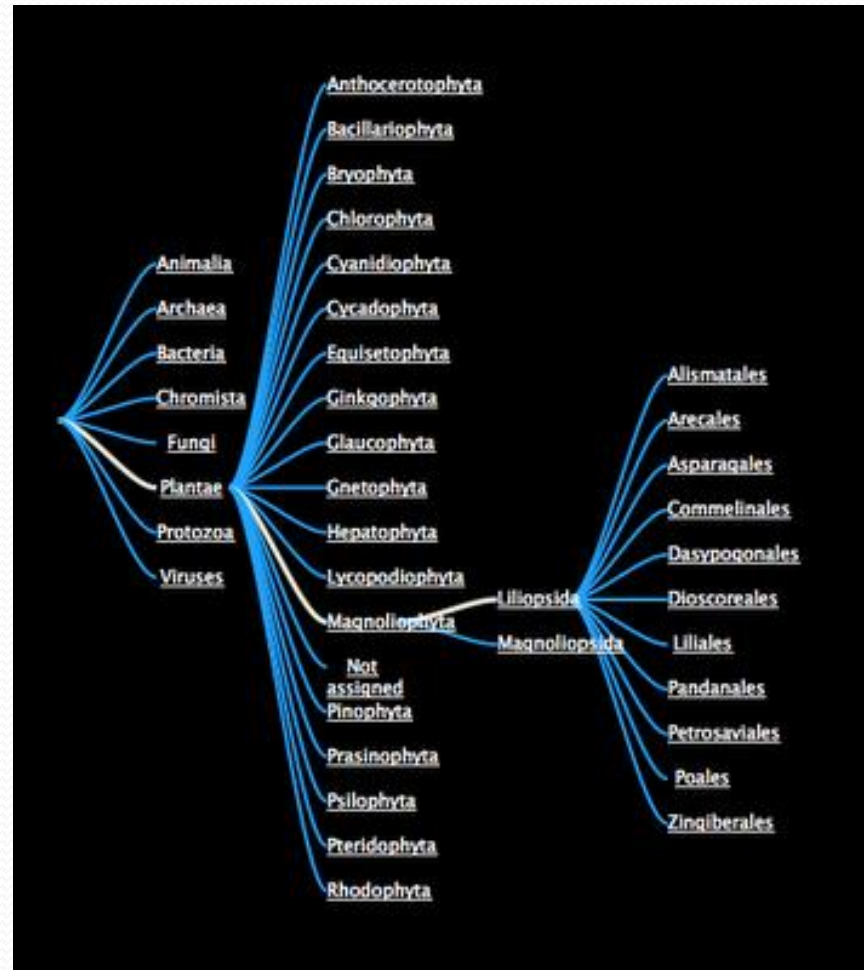 Animalia
Archaea
Bacteria
Chromista
Fungi
Plantae
Protozoa
Viruses
Anthocerotophyta
Bacillariophyta
Bryophyta
Chlorophyta
Cyanidiophyta
Cycadophyta
Equisetophyta
Ginkgophyta
Glaucophyta
Gnetophyta
Hepatophyta
Lycopodiophyta
Magnoliophyta
Not
assigned
Pinophyta
Prasinophyta
Psilophyta
Pteridophyta
Rhodophyta
Liliopsida
Magnoliopsida
Alismatales
Arecales
Asparagales
Commelinales
Dasypogonales
Dioscoreales
Liliales
Pandanales
Petrosaviales
Poales
Zingiberales